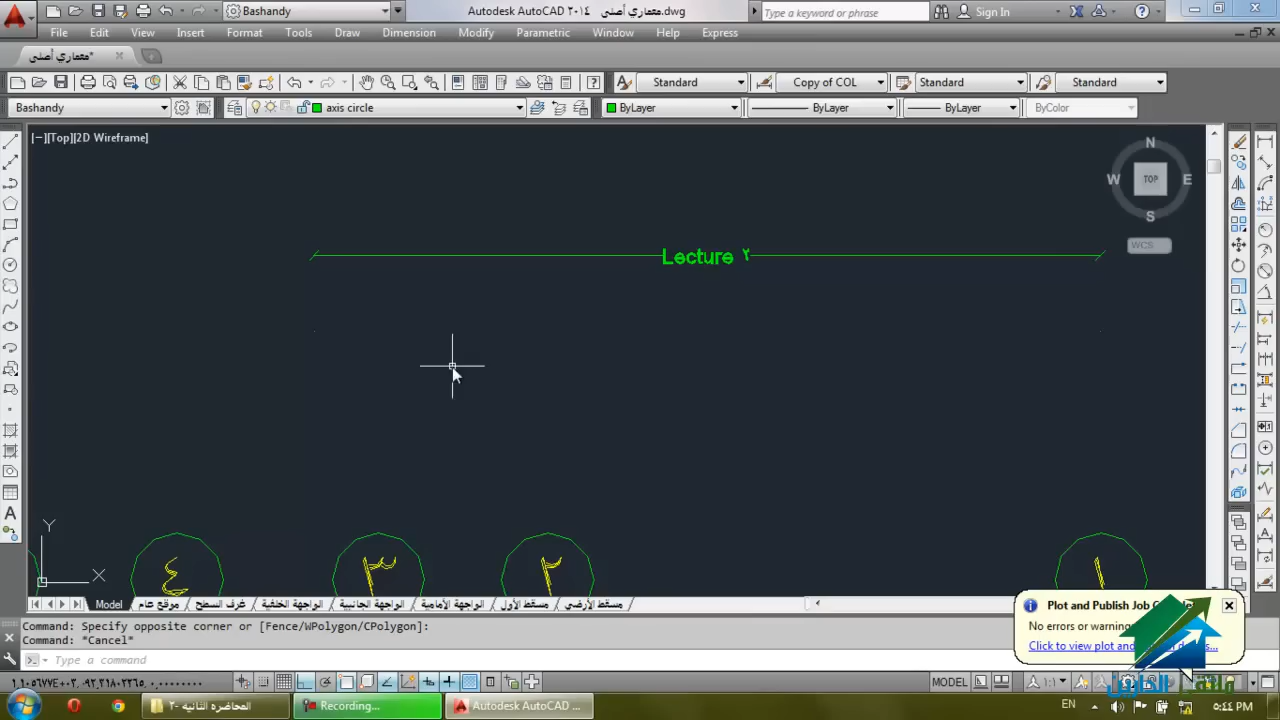 Bashandy
Autodesk AutoCAD ٢٠١٤ معماري أصلى.dwg
Type a keyword or phrase
Sign In
File Edit View Insert Format Tools Draw Dimension Modify Parametric Window Help Express
معماري أصلى*
Standard Copy of COL Standard Standard
Bashandy axis circle ByLayer ByLayer ByLayer ByColor
[−][Top][2D Wireframe]
N
W TOP E
S
WCS
Lecture ٢
Y
X
٤ ٣ ٢ ١
Model موقع عام غرف السطح الواجهة الخلفية الواجهة الجانبية الواجهة الأمامية مسقط الأول مسقط الأرضي
Plot and Publish Job
No errors or
Click to view plot and
Command: Specify opposite corner or [Fence/WPolygon/CPolygon]:
Command: *Cancel*
Type a command
MODEL ١:١
المحاضره الثانيه -٢٠
Recording...
Autodesk AutoCAD ...
EN
٥:٤٤ PM